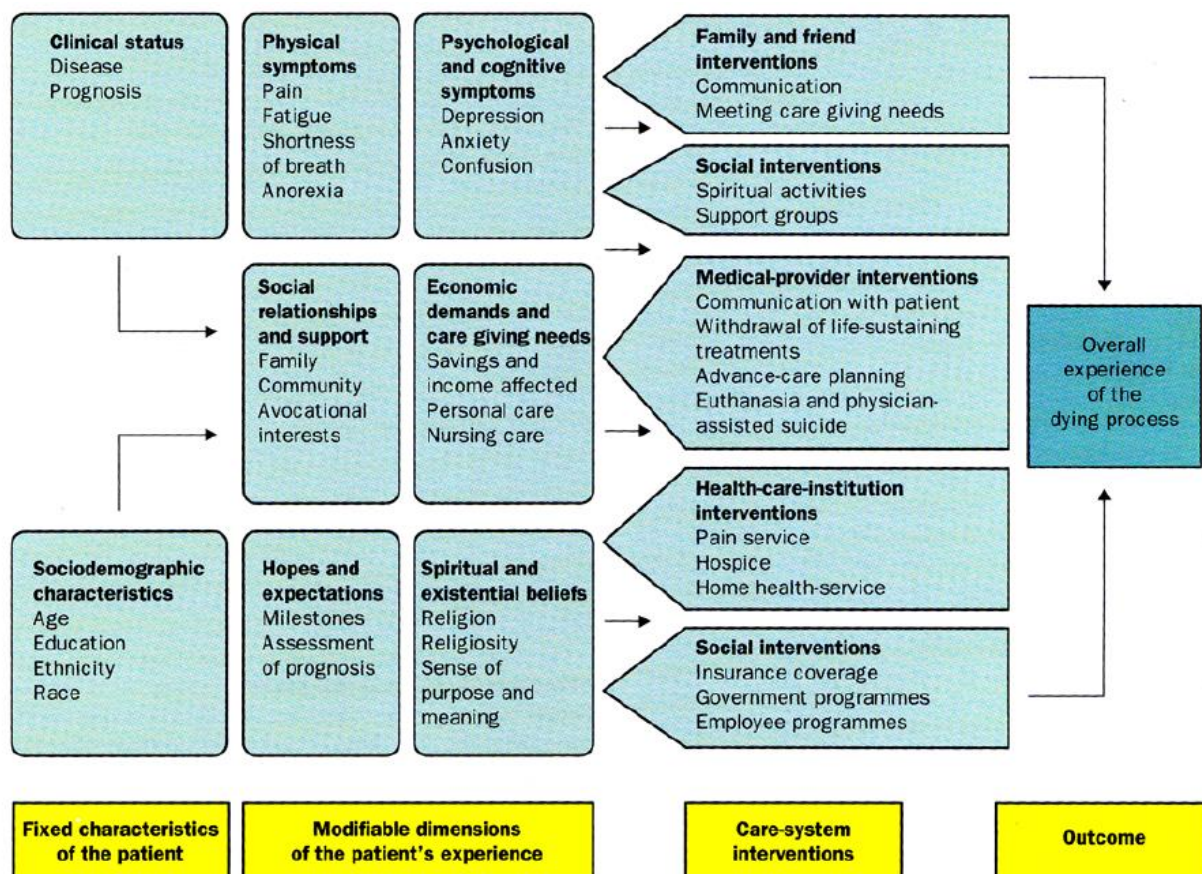 Clinical status
Disease
Prognosis
Physical
symptoms
Pain
Fatigue
Shortness
of breath
Anorexia
Psychological
and cognitive
symptoms
Depression
Anxiety
Confusion
Family and friend
interventions
Communication
Meeting care giving needs
Social interventions
Spiritual activities
Support groups
Social
relationships
and support
Family
Community
Avocational
interests
Economic
demands and
care giving needs
Savings and
income affected
Personal care
Nursing care
Medical-provider interventions
Communication with patient
Withdrawal of life-sustaining
treatments
Advance-care planning
Euthanasia and physician-
assisted suicide
Overall
experience
of the
dying process
Sociodemographic
characteristics
Age
Education
Ethnicity
Race
Hopes and
expectations
Milestones
Assessment
of prognosis
Spiritual and
existential beliefs
Religion
Religiosity
Sense of
purpose and
meaning
Health-care-institution
interventions
Pain service
Hospice
Home health-service
Social interventions
Insurance coverage
Government programmes
Employee programmes
Fixed characteristics
of the patient
Modifiable dimensions
of the patient's experience
Care-system
interventions
Outcome